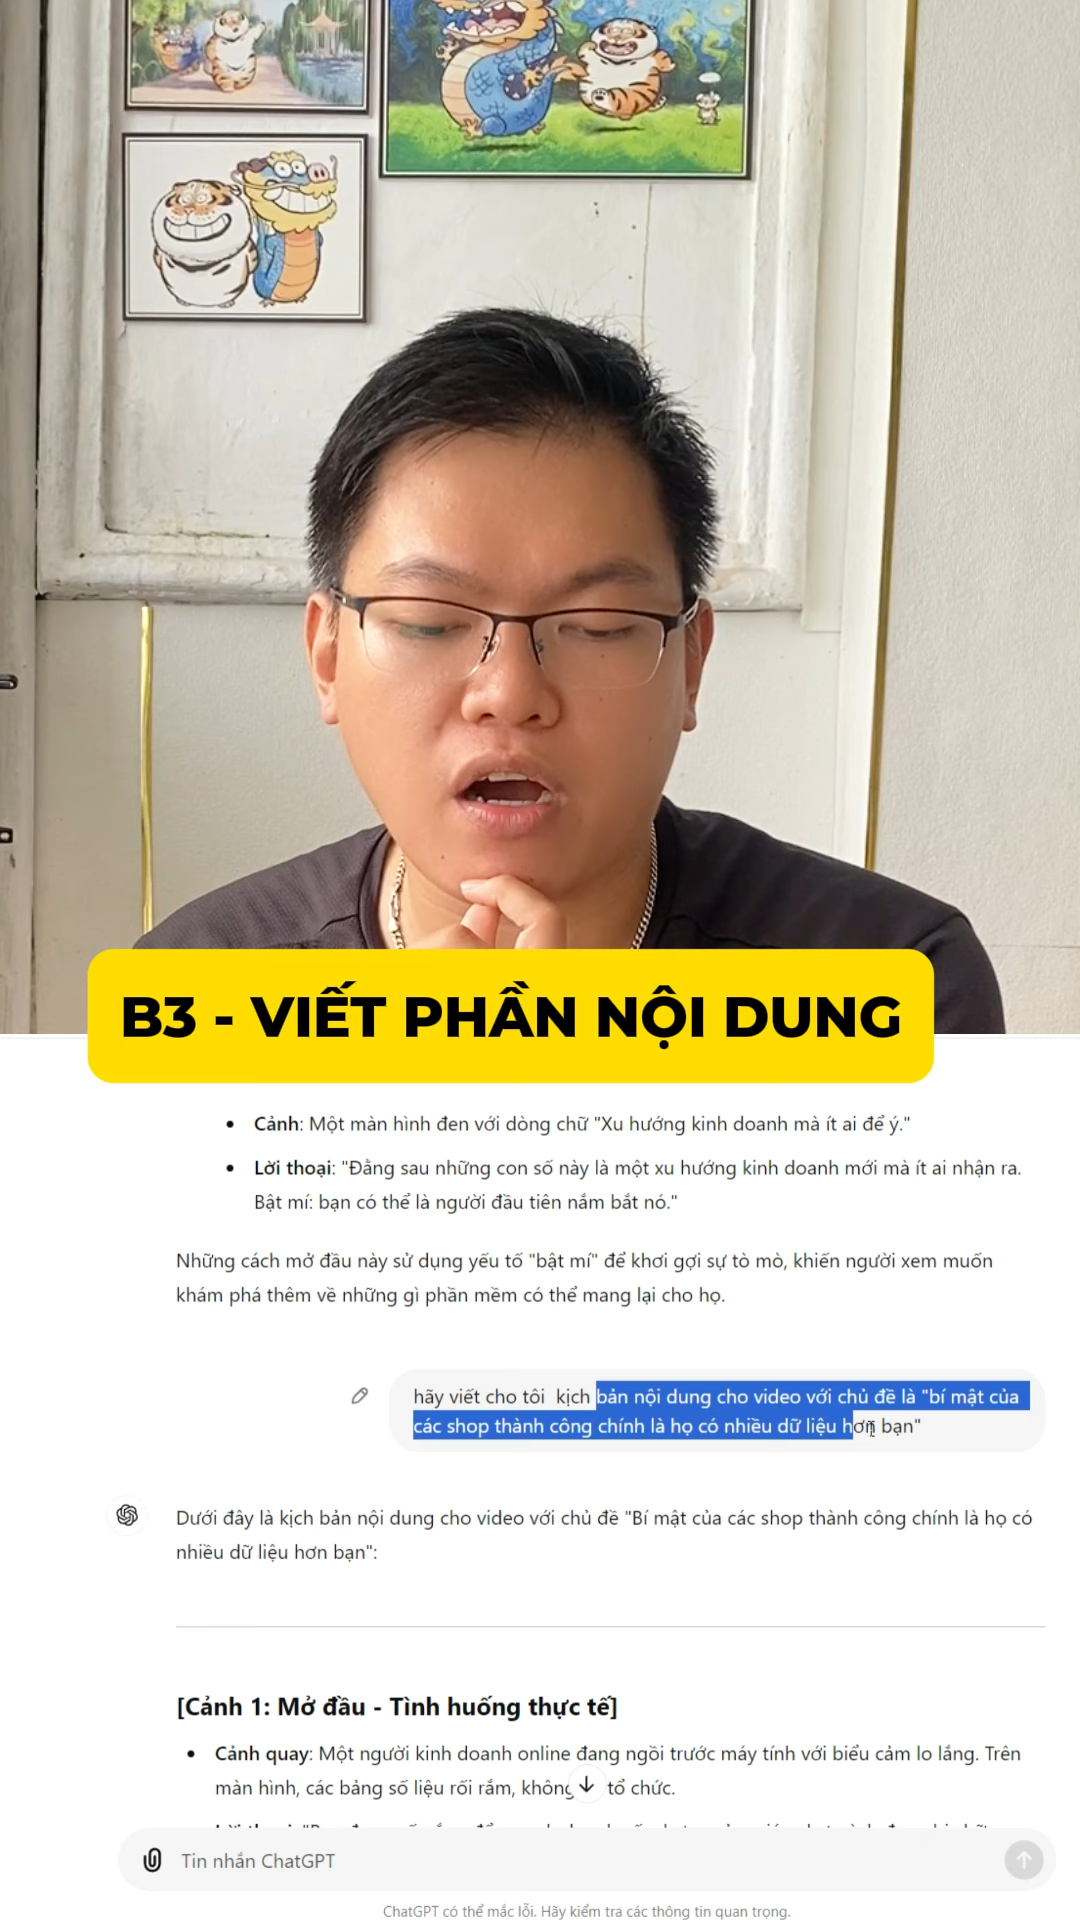 B3 - VIẾT PHẦN NỘI DUNG
Cảnh: Một màn hình đen với dòng chữ "Xu hướng kinh doanh mà ít ai để ý."
Lời thoại: "Đằng sau những con số này là một xu hướng kinh doanh mới mà ít ai nhận ra.
Bật mí: bạn có thể là người đầu tiên nắm bắt nó."
Những cách mở đầu này sử dụng yếu tố "bật mí" để khơi gợi sự tò mò, khiến người xem muốn
khám phá thêm về những gì phần mềm có thể mang lại cho họ.
hãy viết cho tôi kịch bản nội dung cho video với chủ đề là "bí mật của
các shop thành công chính là họ có nhiều dữ liệu hơn bạn"
Dưới đây là kịch bản nội dung cho video với chủ đề "Bí mật của các shop thành công chính là họ có
nhiều dữ liệu hơn bạn":
[Cảnh 1: Mở đầu - Tình huống thực tế]
Cảnh quay: Một người kinh doanh online đang ngồi trước máy tính với biểu cảm lo lắng. Trên
màn hình, các bảng số liệu rối rắm, không tổ chức.
Tin nhắn ChatGPT
ChatGPT có thể mắc lỗi. Hãy kiểm tra các thông tin quan trọng.